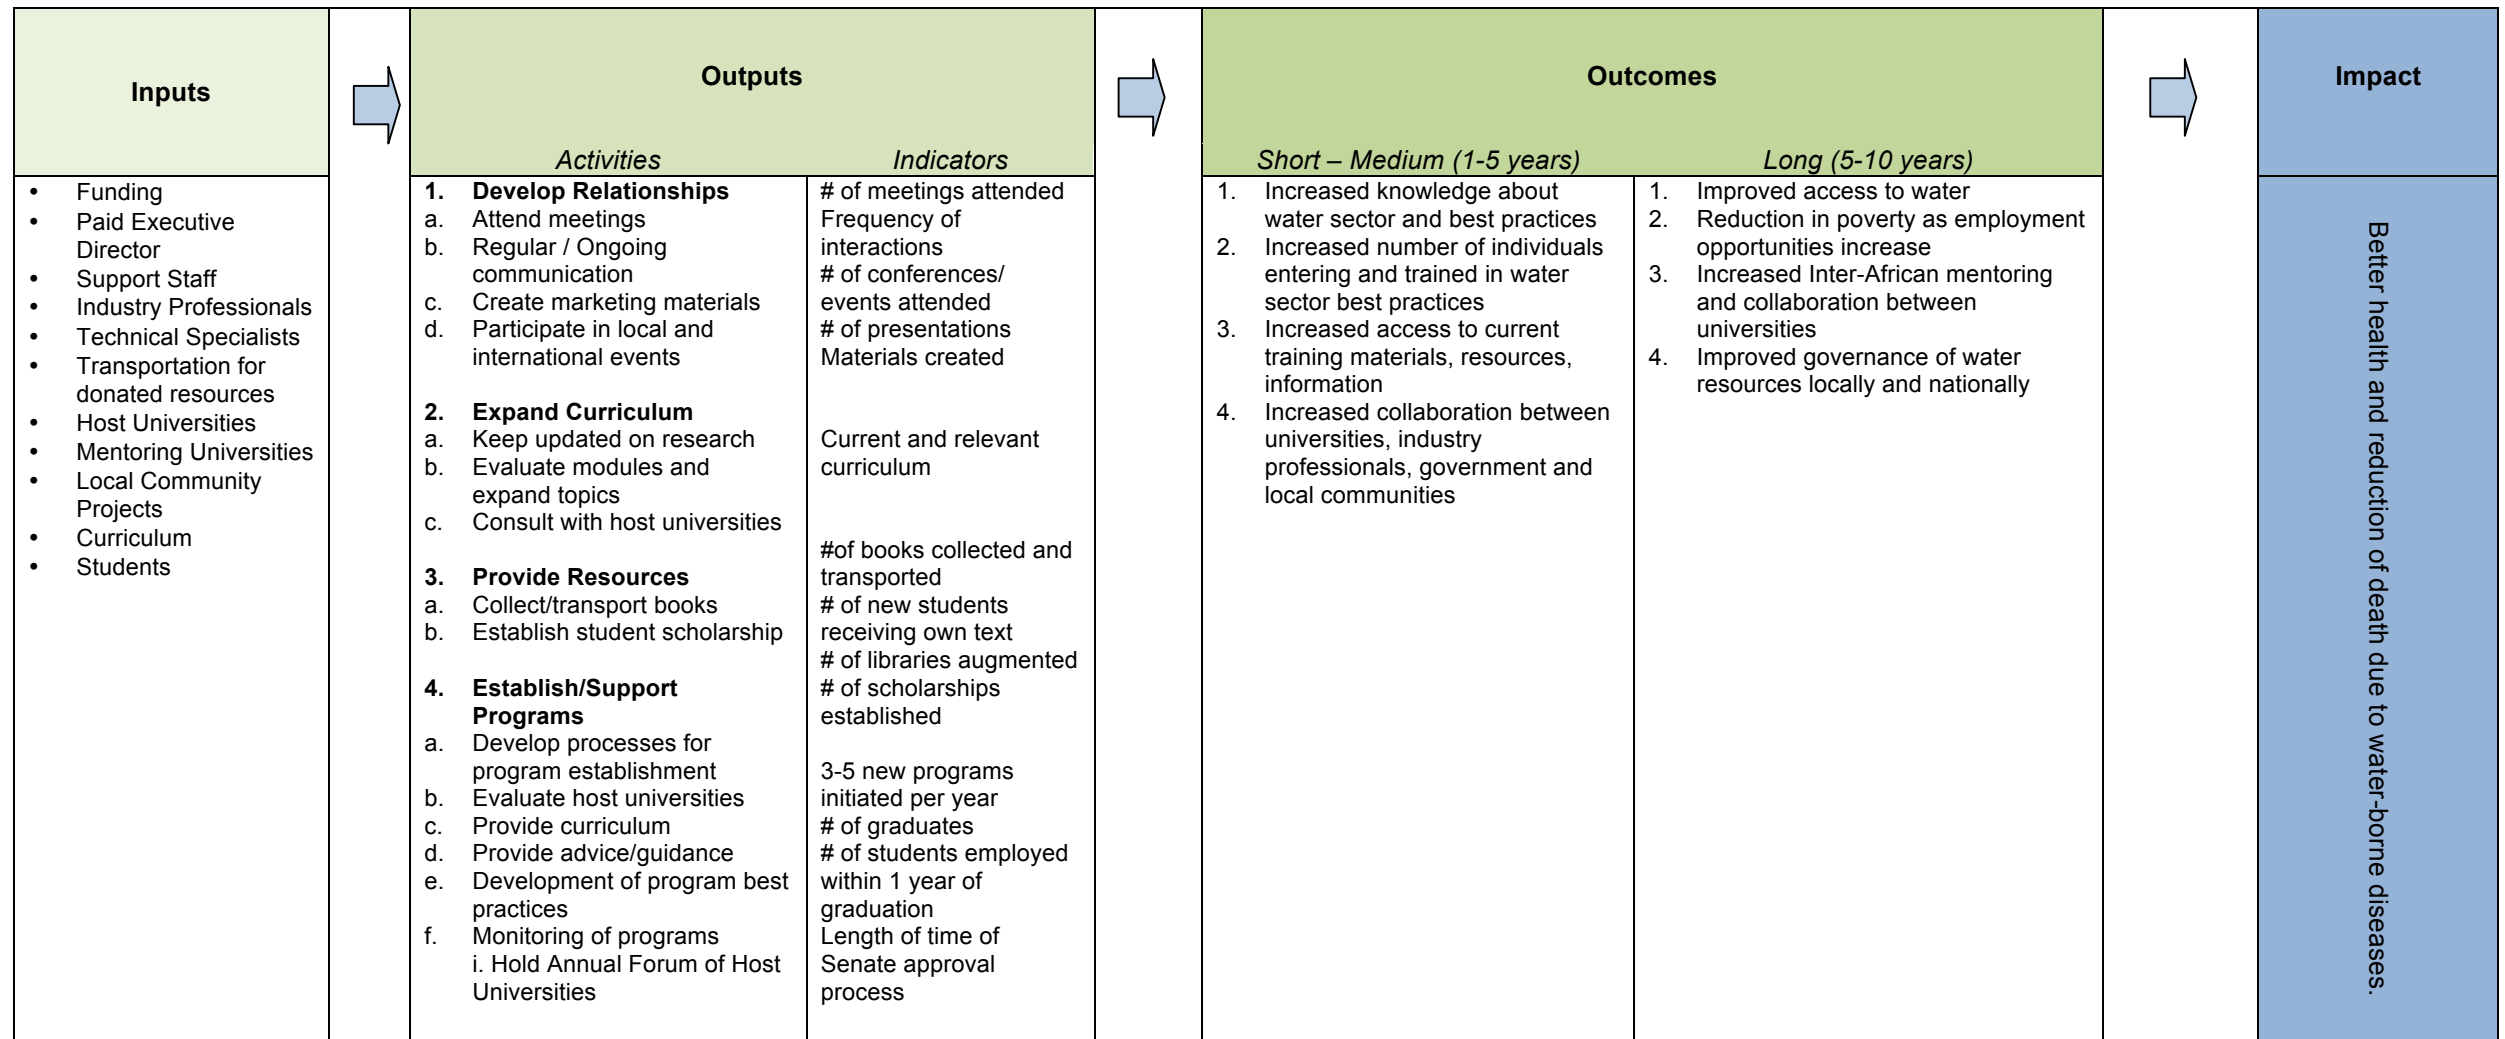 Inputs
Outputs
Activities
Indicators
Outcomes
Short – Medium (1-5 years)
Long (5-10 years)
Impact
• Funding
• Paid Executive
Director
• Support Staff
• Industry Professionals
• Technical Specialists
• Transportation for
donated resources
• Host Universities
• Mentoring Universities
• Local Community
Projects
• Curriculum
• Students
1. Develop Relationships
a. Attend meetings
b. Regular / Ongoing
communication
c. Create marketing materials
d. Participate in local and
international events
2. Expand Curriculum
a. Keep updated on research
b. Evaluate modules and
expand topics
c. Consult with host universities
3. Provide Resources
a. Collect/transport books
b. Establish student scholarship
4. Establish/Support
Programs
a. Develop processes for
program establishment
b. Evaluate host universities
c. Provide curriculum
d. Provide advice/guidance
e. Development of program best
practices
f. Monitoring of programs
i. Hold Annual Forum of Host
Universities
# of meetings attended
Frequency of
interactions
# of conferences/
events attended
# of presentations
Materials created
Current and relevant
curriculum
#of books collected and
transported
# of new students
receiving own text
# of libraries augmented
# of scholarships
established
3-5 new programs
initiated per year
# of graduates
# of students employed
within 1 year of
graduation
Length of time of
Senate approval
process
1. Increased knowledge about
water sector and best practices
2. Increased number of individuals
entering and trained in water
sector best practices
3. Increased access to current
training materials, resources,
information
4. Increased collaboration between
universities, industry
professionals, government and
local communities
1. Improved access to water
2. Reduction in poverty as employment
opportunities increase
3. Increased Inter-African mentoring
and collaboration between
universities
4. Improved governance of water
resources locally and nationally
Better health and reduction of death due to water-borne diseases.